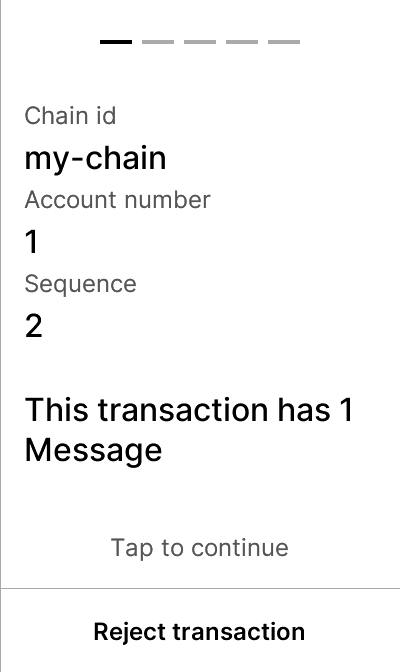 Chain id
my-chain
Account number
1
Sequence
2
This transaction has 1
Message
Tap to continue
Reject transaction